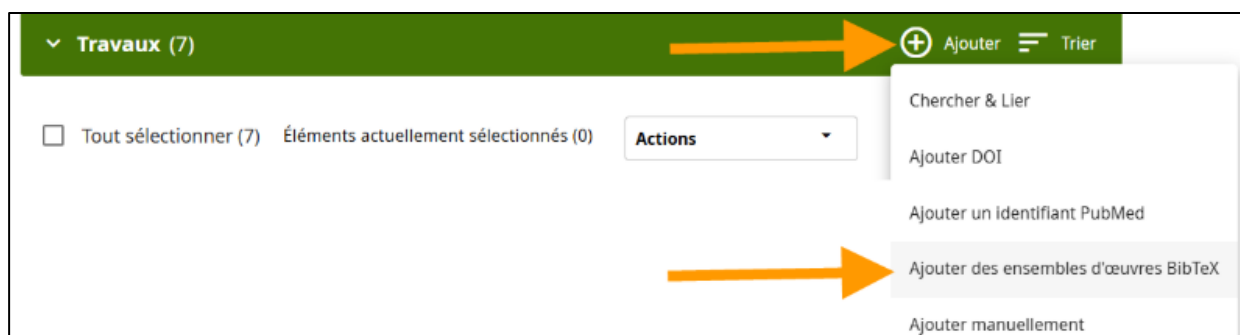 Travaux (7)
Ajouter
Trier
Chercher & Lier
Tout sélectionner (7)
Éléments actuellement sélectionnés (0)
Actions
Ajouter DOI
Ajouter un identifiant PubMed
Ajouter des ensembles d'œuvres BibTeX
Ajouter manuellement